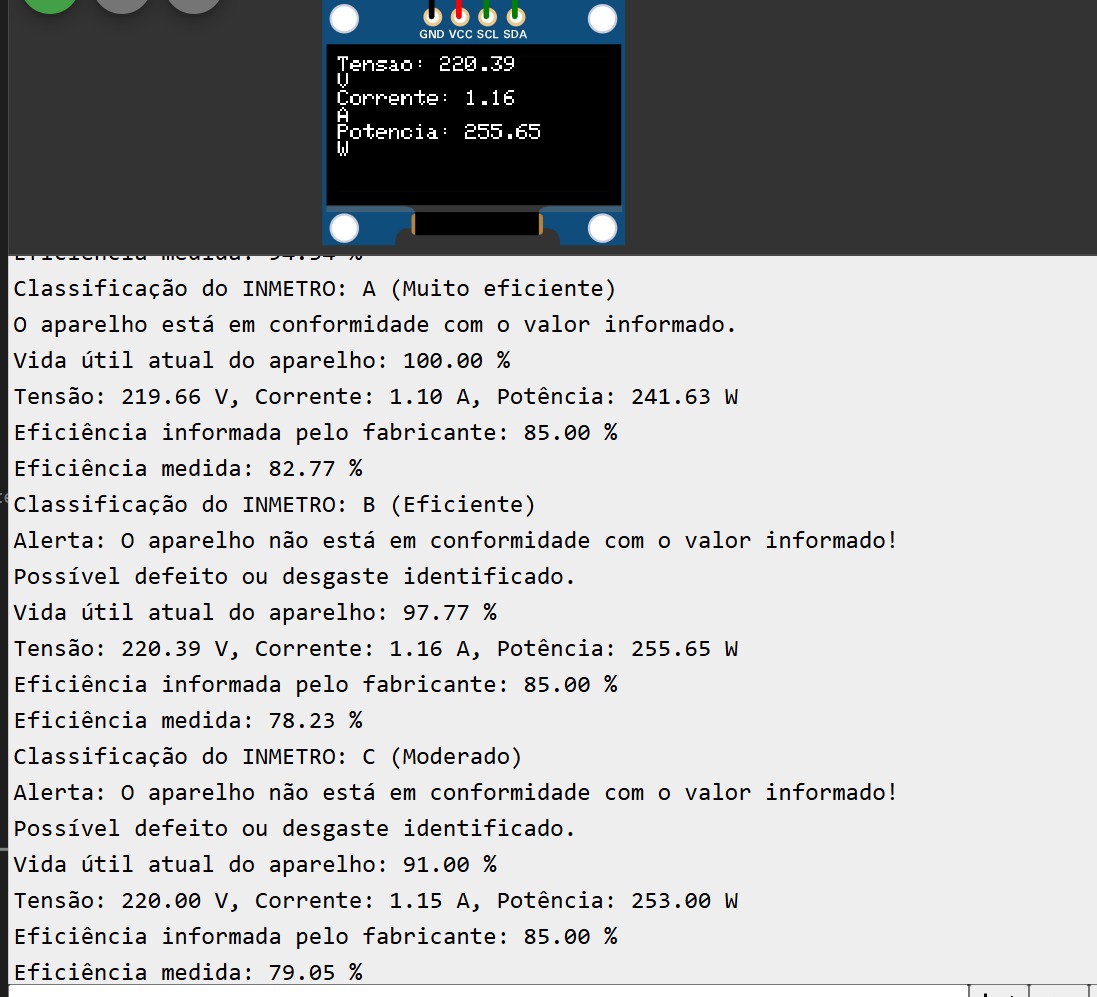 GND VCC SCL SDA
Tensao: 220.39
V
Corrente: 1.16
A
Potencia: 255.65
W
Eficiência medida: 94.54 %
Classificação do INMETRO: A (Muito eficiente)
O aparelho está em conformidade com o valor informado.
Vida útil atual do aparelho: 100.00 %
Tensão: 219.66 V, Corrente: 1.10 A, Potência: 241.63 W
Eficiência informada pelo fabricante: 85.00 %
Eficiência medida: 82.77 %
Classificação do INMETRO: B (Eficiente)
Alerta: O aparelho não está em conformidade com o valor informado!
Possível defeito ou desgaste identificado.
Vida útil atual do aparelho: 97.77 %
Tensão: 220.39 V, Corrente: 1.16 A, Potência: 255.65 W
Eficiência informada pelo fabricante: 85.00 %
Eficiência medida: 78.23 %
Classificação do INMETRO: C (Moderado)
Alerta: O aparelho não está em conformidade com o valor informado!
Possível defeito ou desgaste identificado.
Vida útil atual do aparelho: 91.00 %
Tensão: 220.00 V, Corrente: 1.15 A, Potência: 253.00 W
Eficiência informada pelo fabricante: 85.00 %
Eficiência medida: 79.05 %